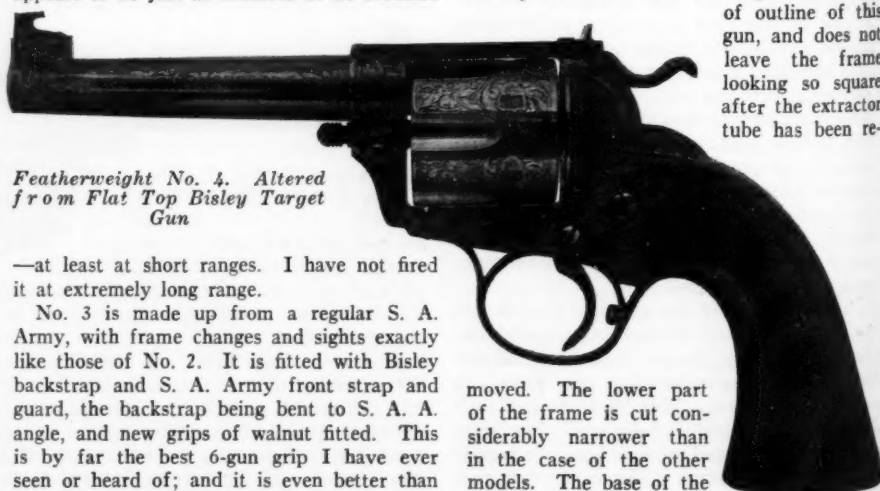 Featherweight No. 4. Altered
from Flat Top Bisley Target
Gun
—at least at short ranges. I have not fired
it at extremely long range.
No. 3 is made up from a regular S. A.
Army, with frame changes and sights exactly
like those of No. 2. It is fitted with Bisley
backstrap and S. A. Army front strap and
guard, the backstrap being bent to S. A. A.
angle, and new grips of walnut fitted. This
is by far the best 6-gun grip I have ever
seen or heard of; and it is even better than
of outline of this
gun, and does not
leave the frame
looking so square
after the extractor
tube has been re-
moved. The lower part
of the frame is cut con-
siderably narrower than
in the case of the other
models. The base of the